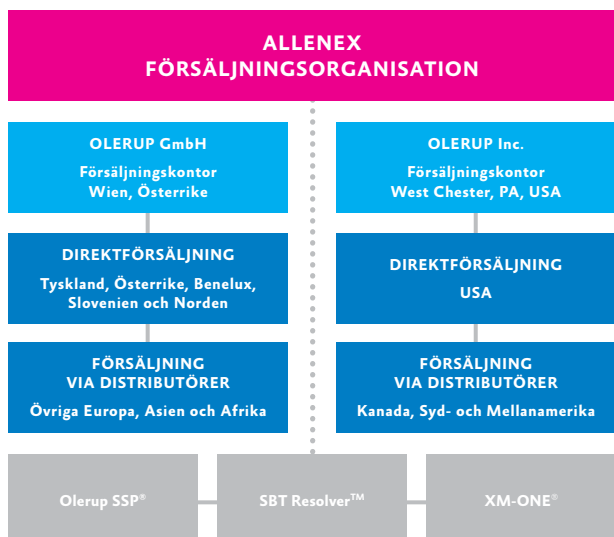 ALLENEX
FÖRSÄLJNINGSORGANISATION
OLERUP GmbH
Försäljningskontor
Wien, Österrike
DIREKTFÖRSÄLJNING
Tyskland, Österrike, Benelux,
Slovenien och Norden
FÖRSÄLJNING
VIA DISTRIBUTÖRER
Övriga Europa, Asien och Afrika
OLERUP Inc.
Försäljningskontor
West Chester, PA, USA
DIREKTFÖRSÄLJNING
USA
FÖRSÄLJNING
VIA DISTRIBUTÖRER
Kanada, Syd- och Mellanamerika
Olerup SSP®
SBT Resolver™
XM-ONE®